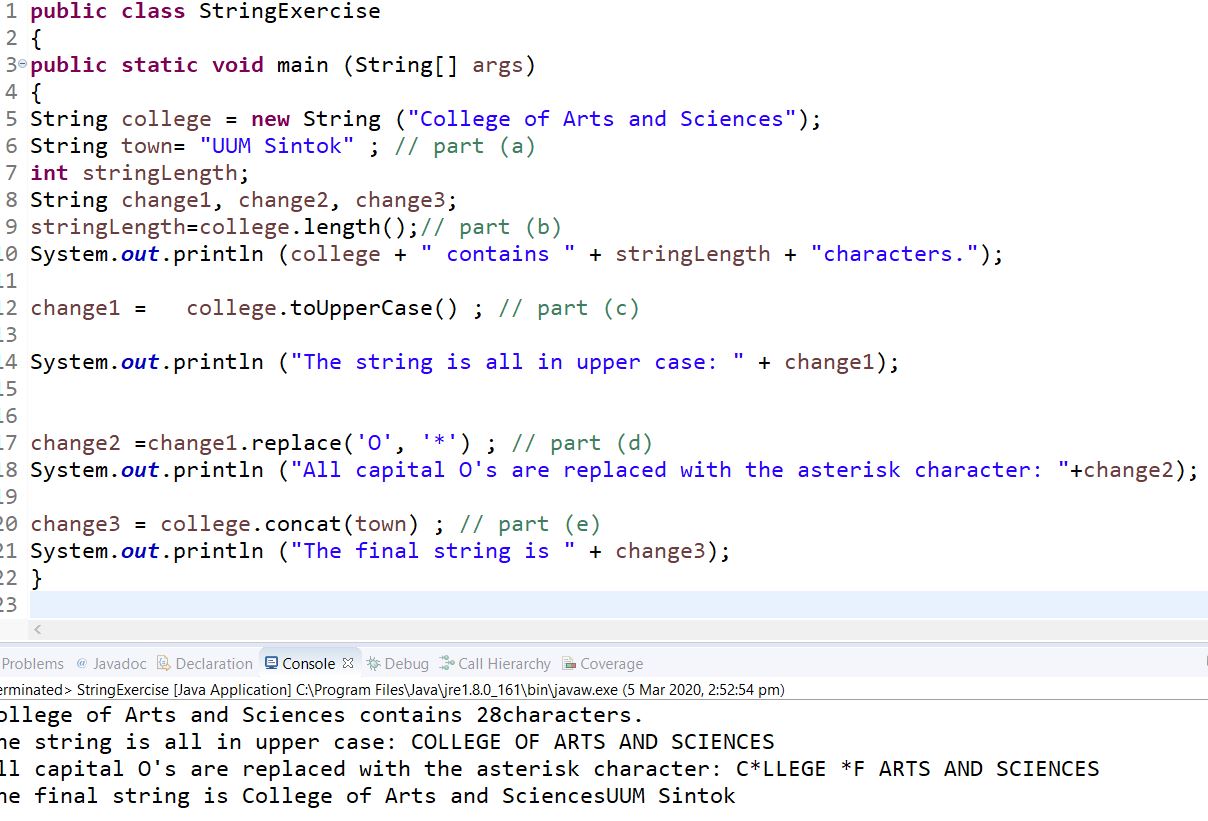 1 public class StringExercise
2 {
3 public static void main (String[] args)
4 {
5 String college = new String ("College of Arts and Sciences");
6 String town= "UUM Sintok" ; // part (a)
7 int stringLength;
8 String change1, change2, change3;
9 stringLength=college.length();// part (b)
10 System.out.println (college + " contains " + stringLength + "characters.");
11
12 change1 =   college.toUpperCase() ; // part (c)
13
14 System.out.println ("The string is all in upper case: " + change1);
15
16
17 change2 =change1.replace('O', '*') ; // part (d)
18 System.out.println ("All capital O's are replaced with the asterisk character: "+change2);
19
20 change3 = college.concat(town) ; // part (e)
21 System.out.println ("The final string is " + change3);
22 }
23
Problems @ Javadoc Declaration Console Debug Call Hierarchy Coverage
erminated> StringExercise [Java Application] C:\Program Files\Java\jre1.8.0_161\bin\javaw.exe (5 Mar 2020, 2:52:54 pm)
ollege of Arts and Sciences contains 28characters.
he string is all in upper case: COLLEGE OF ARTS AND SCIENCES
ll capital O's are replaced with the asterisk character: C*LLEGE *F ARTS AND SCIENCES
he final string is College of Arts and SciencesUUM Sintok